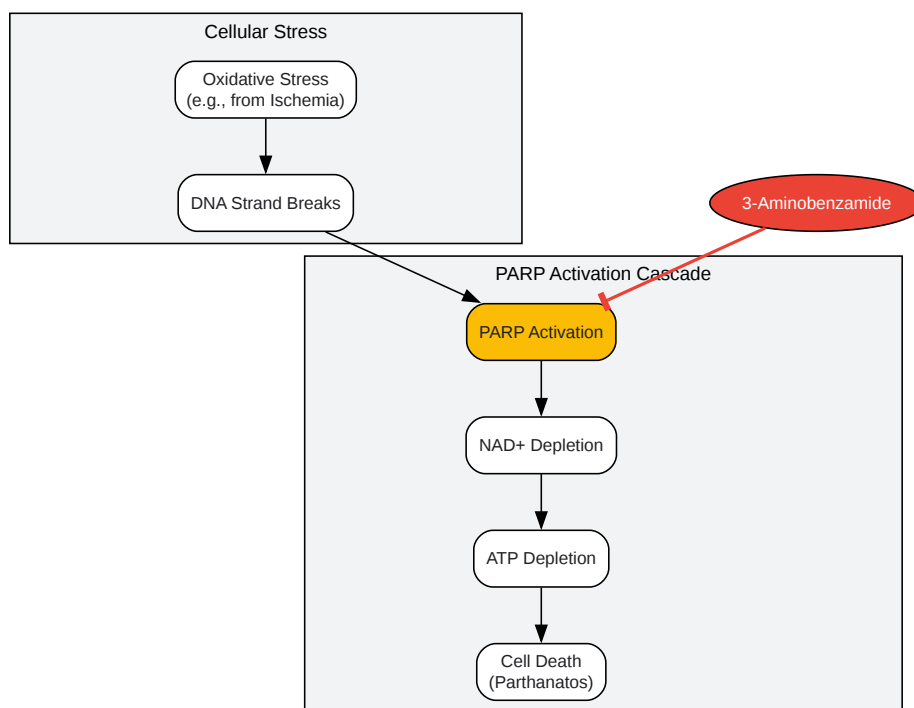 Cellular Stress
Oxidative Stress
(e.g., from Ischemia)
DNA Strand Breaks
3-Aminobenzamide
PARP Activation Cascade
PARP Activation
NAD+ Depletion
ATP Depletion
Cell Death
(Parthanatos)